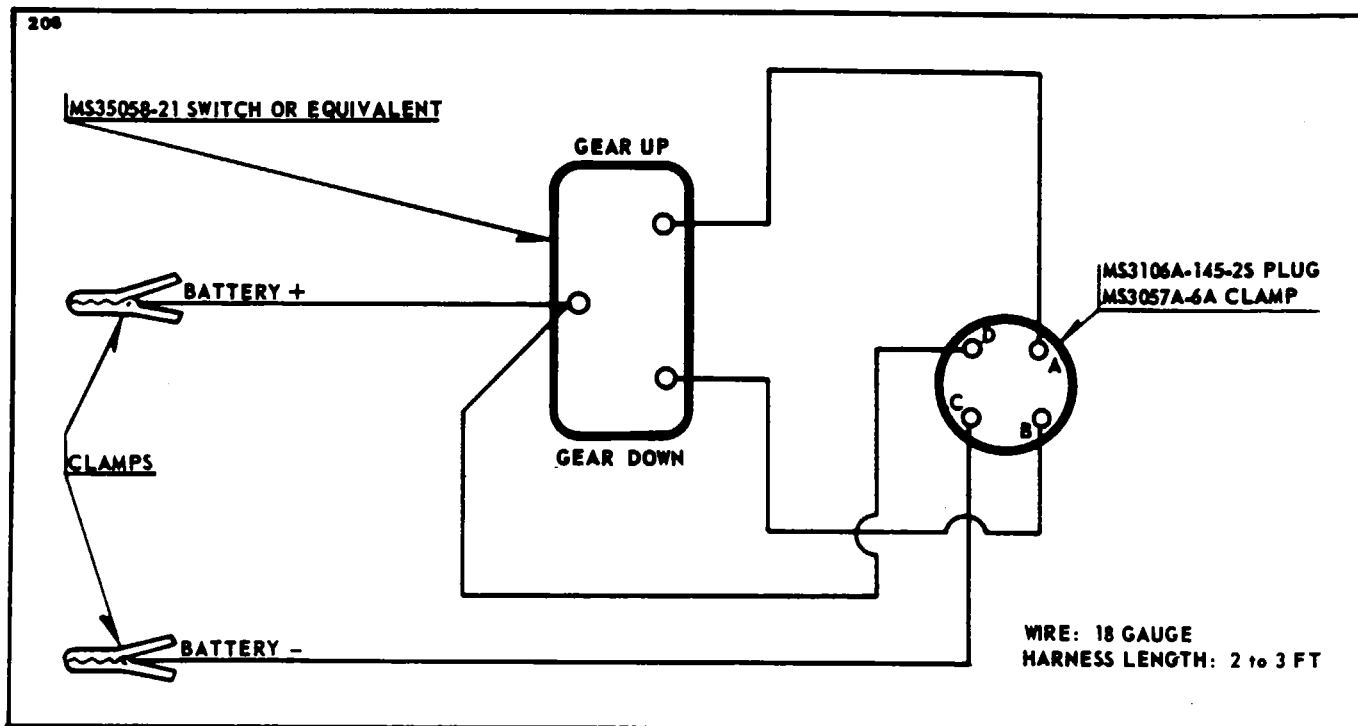 206
MS35058-21 SWITCH OR EQUIVALENT
GEAR UP
BATTERY +
MS3106A-145-2S PLUG
MS3057A-6A CLAMP
D
A
C
B
GEAR DOWN
CLAMPS
BATTERY -
WIRE: 18 GAUGE
HARNESS LENGTH: 2 to 3 FT